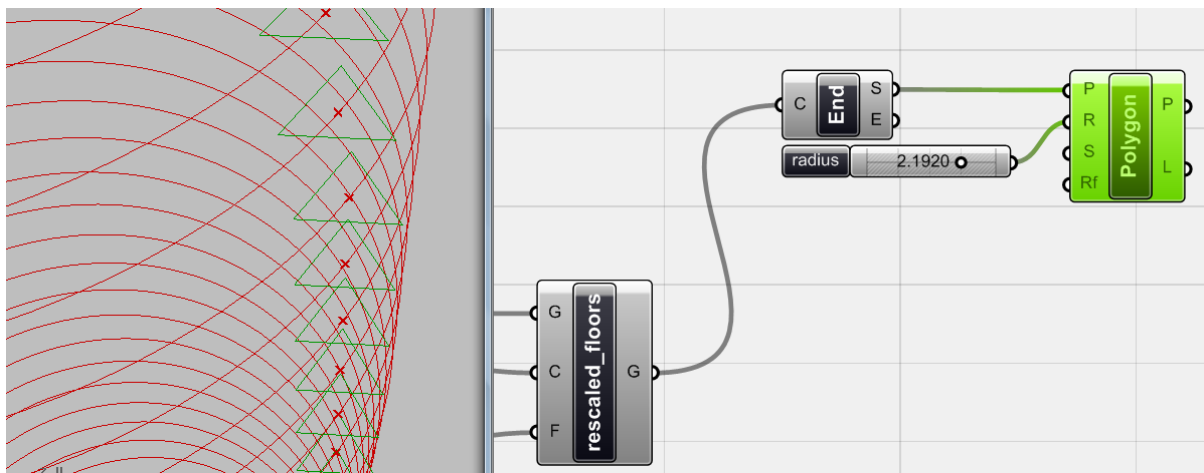 C
End
S
E
radius
2.1920
P
R
S
Rf
Polygon
P
L
G
C
F
rescaled_floors
G